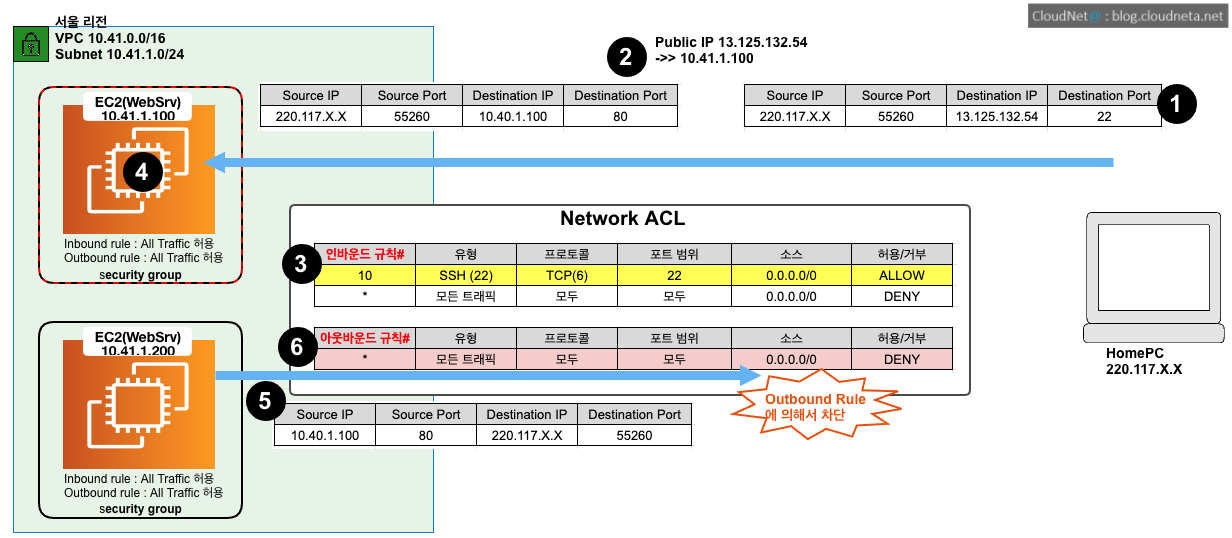 CloudNet@ : blog.cloudneta.net
서울 리전
VPC 10.41.0.0/16
Subnet 10.41.1.0/24
2
Public IP 13.125.132.54
->> 10.41.1.100
EC2(WebSrv)
10.41.1.100
4
Inbound rule : All Traffic 허용
Outbound rule : All Traffic 허용
security group
Source IP Source Port Destination IP Destination Port
220.117.X.X 55260 10.40.1.100 80
Source IP Source Port Destination IP Destination Port
220.117.X.X 55260 13.125.132.54 22
1
Network ACL
3
인바운드 규칙# 유형 프로토콜 포트 범위 소스 허용/거부
10 SSH (22) TCP(6) 22 0.0.0.0/0 ALLOW
* 모든 트래픽 모두 모두 0.0.0.0/0 DENY
6
아웃바운드 규칙# 유형 프로토콜 포트 범위 소스 허용/거부
* 모든 트래픽 모두 모두 0.0.0.0/0 DENY
HomePC
220.117.X.X
EC2(WebSrv)
10.41.1.200
Inbound rule : All Traffic 허용
Outbound rule : All Traffic 허용
security group
5
Outbound Rule
에 의해서 차단
Source IP Source Port Destination IP Destination Port
10.40.1.100 80 220.117.X.X 55260